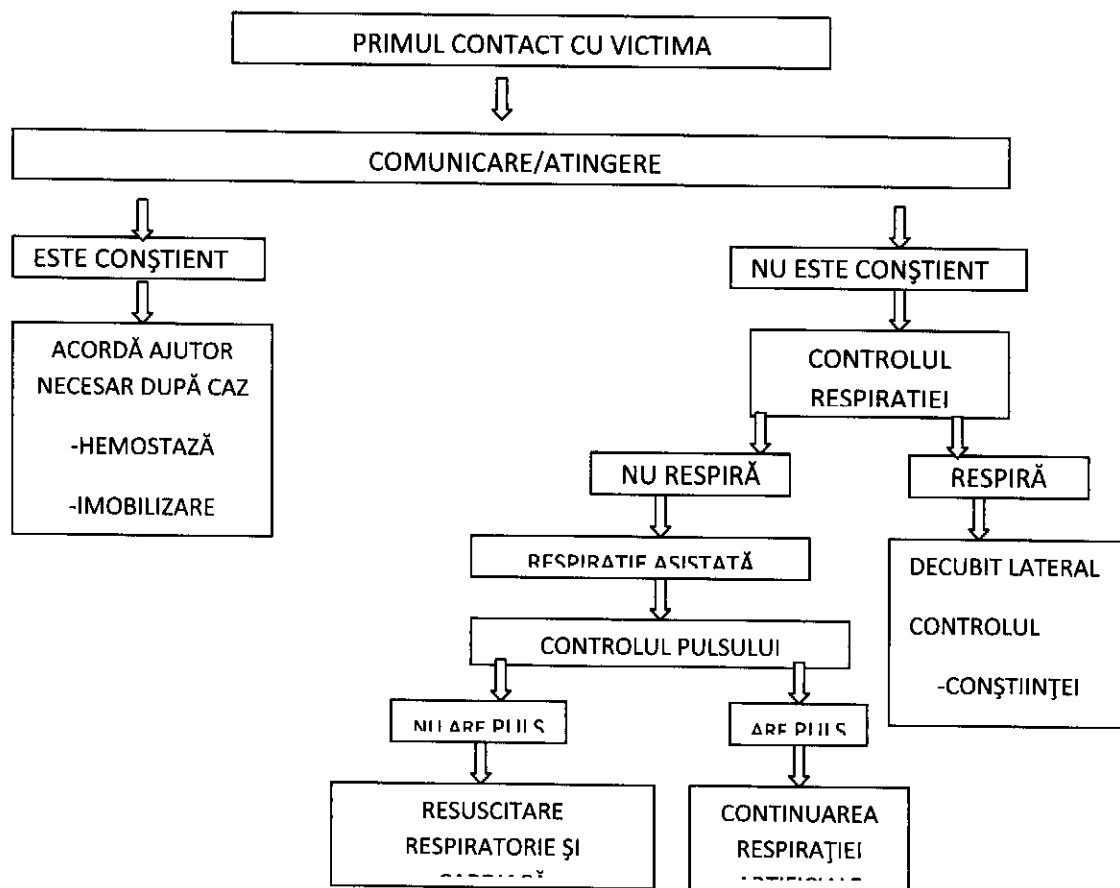 PRIMUL CONTACT CU VICTIMA
COMUNICARE/ATINGERE
ESTE CONŞTIENT
NU ESTE CONŞTIENT
ACORDĂ AJUTOR
NECESAR DUPĂ CAZ
-HEMOSTAZĂ
-IMOBILIZARE
CONTROLUL
RESPIRATIEI
NU RESPIRĂ
RESPIRĂ
RESPIRATIE ASISTATĂ
DECUBIT LATERAL
CONTROLUL
-CONŞTIINŢEI
CONTROLUL PULSULUI
NU ARE PULS
ARE PULS
RESUSCITARE
RESPIRATORIE ŞI
CONTINUAREA
RESPIRAŢIEI